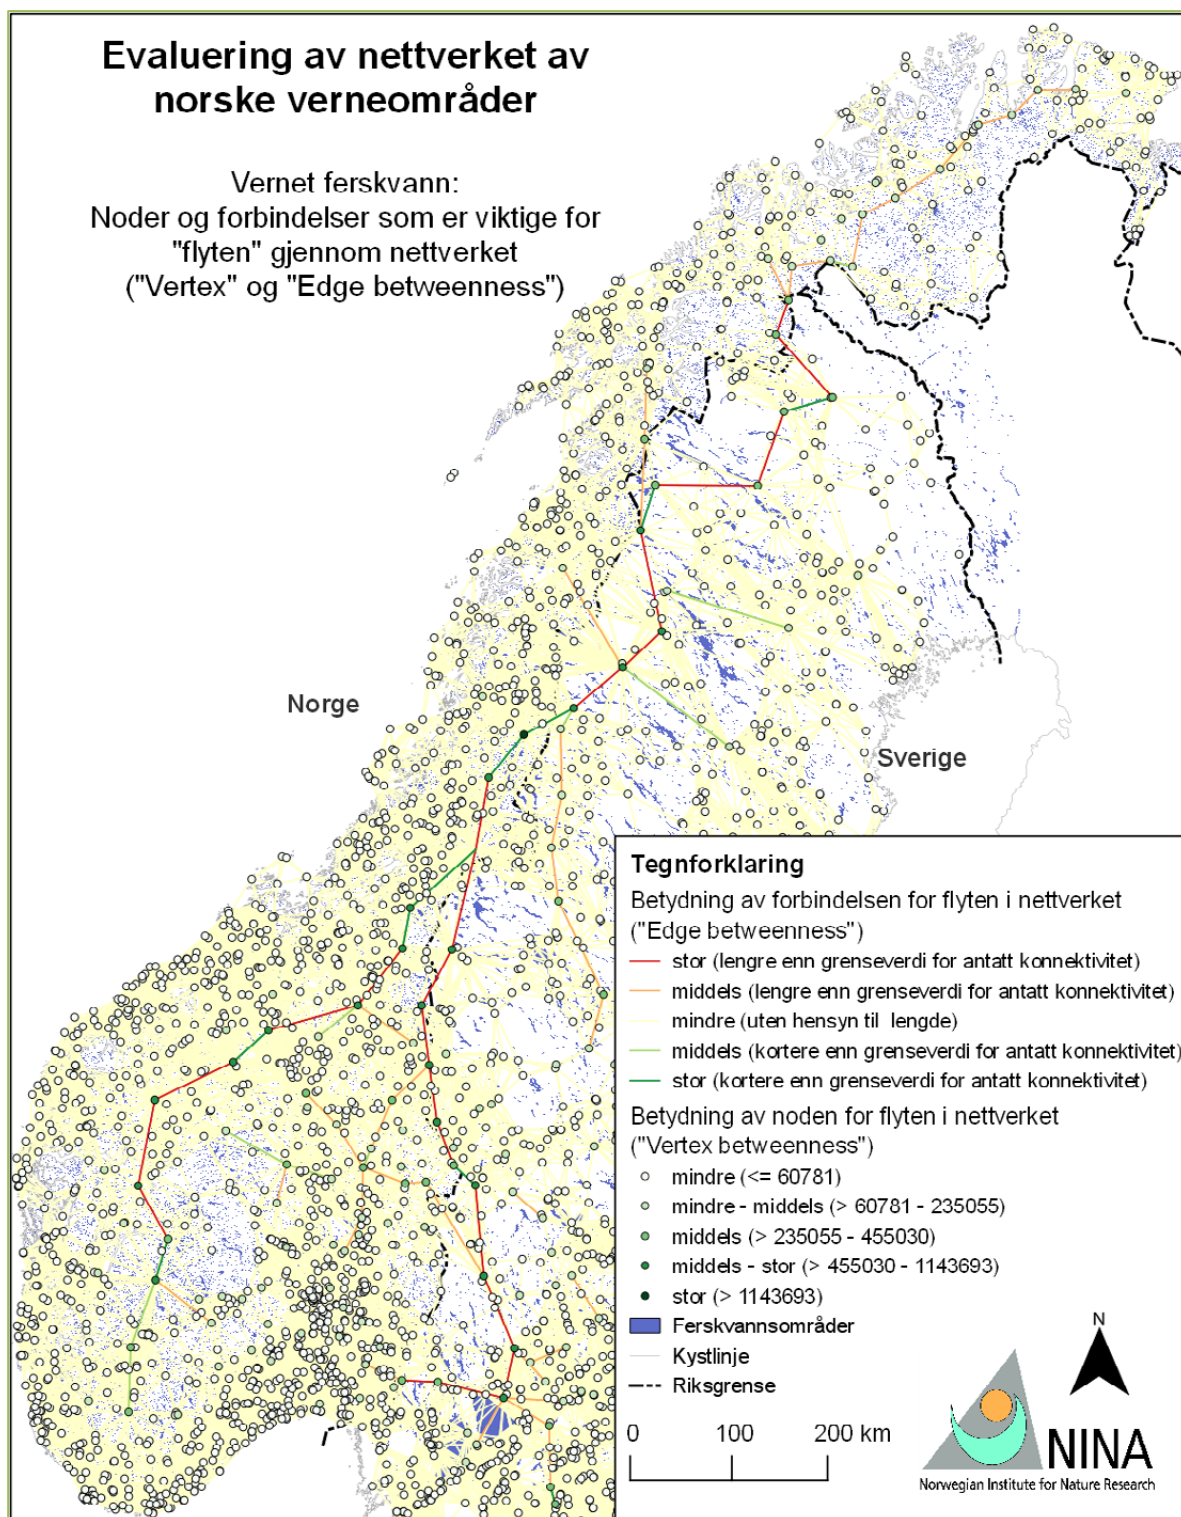 Evaluering av nettverket av
norske verneområder
Vernet ferskvann:
Noder og forbindelser som er viktige for
"flyten" gjennom nettverket
("Vertex" og "Edge betweenness")
Norge
Sverige
Tegnforklaring
Betydning av forbindelsen for flyten i nettverket
("Edge betweenness")
stor (lengre enn grenseverdi for antatt konnektivitet)
middels (lengre enn grenseverdi for antatt konnektivitet)
mindre (uten hensyn til lengde)
middels (kortere enn grenseverdi for antatt konnektivitet)
stor (kortere enn grenseverdi for antatt konnektivitet)
Betydning av noden for flyten i nettverket
("Vertex betweenness")
mindre (<= 60781)
mindre - middels (> 60781 - 235055)
middels (> 235055 - 455030)
middels - stor (> 455030 - 1143693)
stor (> 1143693)
Ferskvannsområder
Kystlinje
Riksgrense
0 100 200 km
N
NINA
Norwegian Institute for Nature Research